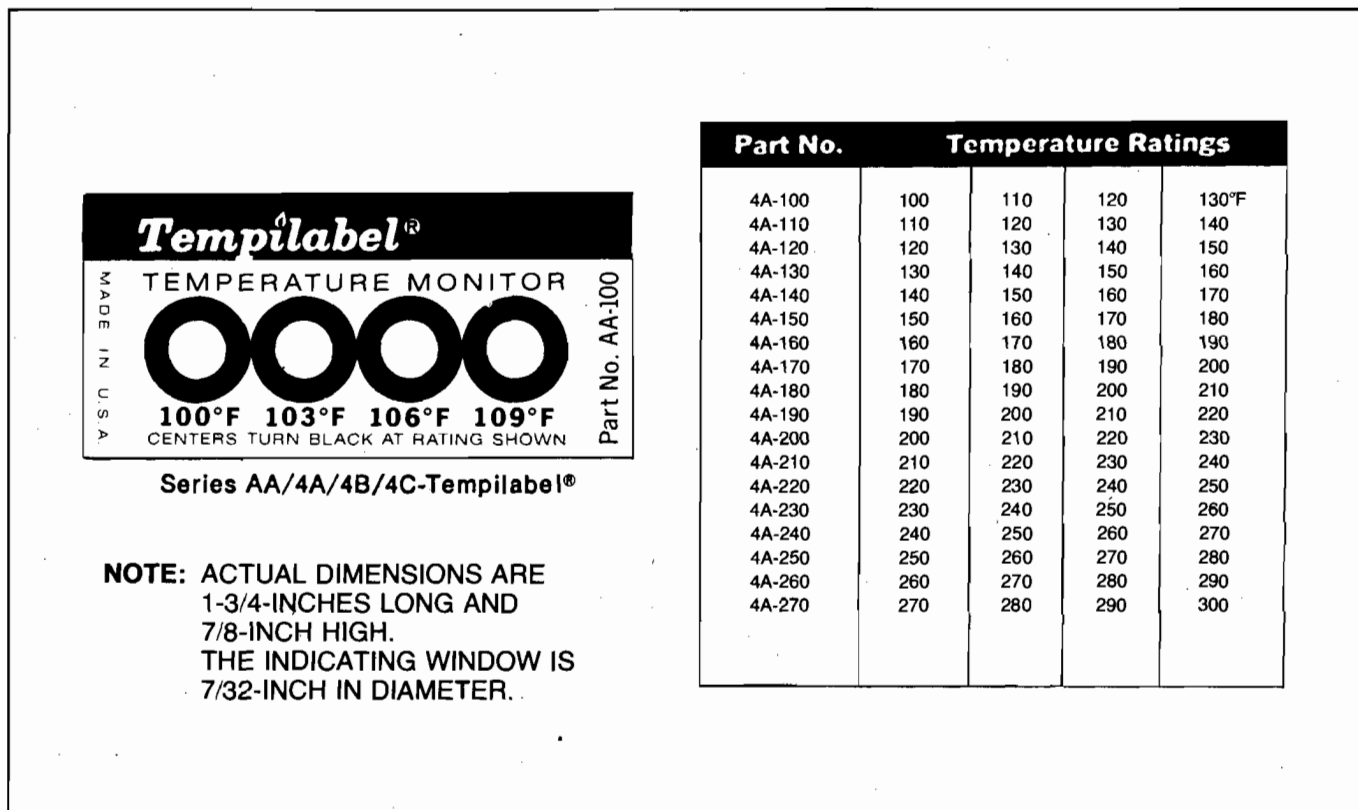 Tempilabel®
MADE IN U.S.A.
TEMPERATURE MONITOR
100°F 103°F 106°F 109°F
CENTERS TURN BLACK AT RATING SHOWN
Part No. AA-100
Series AA/4A/4B/4C-Tempilabel®
NOTE: ACTUAL DIMENSIONS ARE
1-3/4-INCHES LONG AND
7/8-INCH HIGH.
THE INDICATING WINDOW IS
7/32-INCH IN DIAMETER.
Part No. Temperature Ratings
4A-100 100 110 120 130°F
4A-110 110 120 130 140
4A-120 120 130 140 150
4A-130 130 140 150 160
4A-140 140 150 160 170
4A-150 150 160 170 180
4A-160 160 170 180 190
4A-170 170 180 190 200
4A-180 180 190 200 210
4A-190 190 200 210 220
4A-200 200 210 220 230
4A-210 210 220 230 240
4A-220 220 230 240 250
4A-230 230 240 250 260
4A-240 240 250 260 270
4A-250 250 260 270 280
4A-260 260 270 280 290
4A-270 270 280 290 300